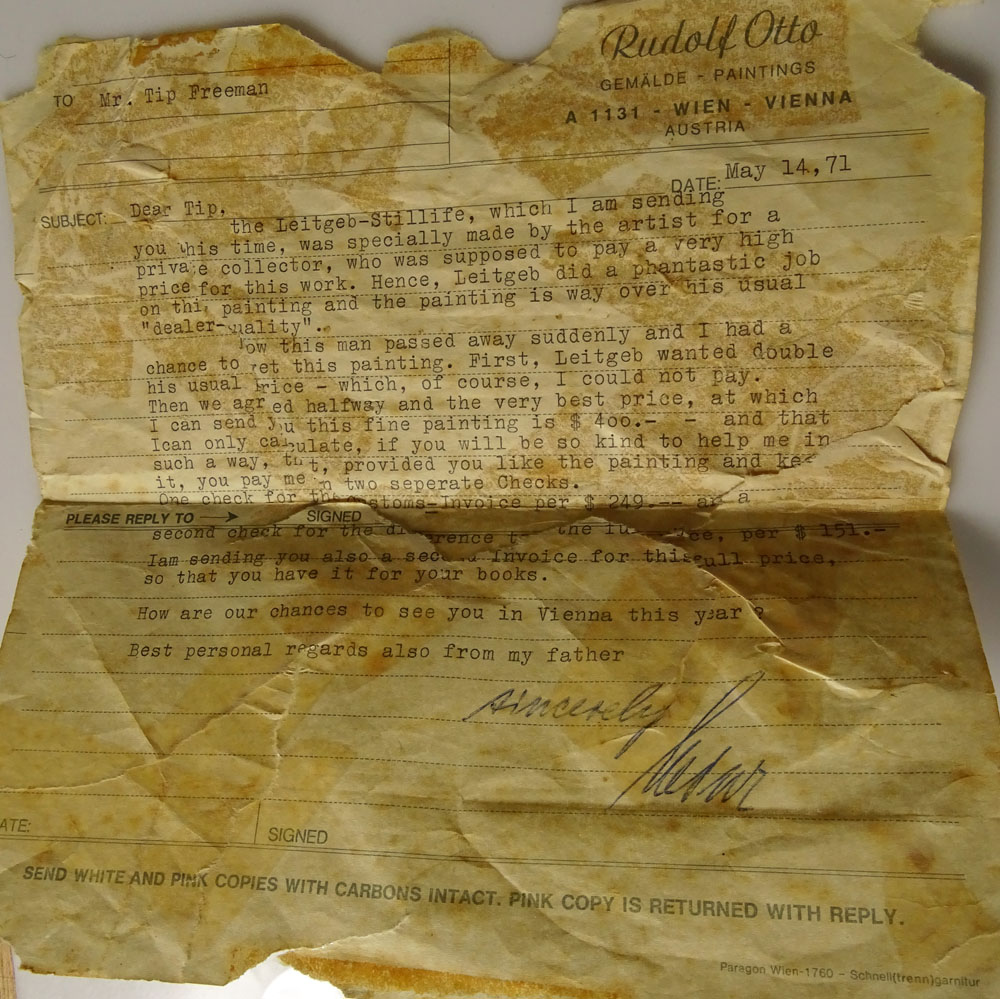 Rudolf Otto
GEMÄLDE - PAINTINGS
A 1131 - WIEN - VIENNA
AUSTRIA
TO Mr. Tip Freeman
DATE: May 14,71
SUBJECT: Dear Tip,
the Leitgeb-Stillife, which I am sending
you this time, was specially made by the artist for a
private collector, who was supposed to pay a very high
price for this work. Hence, Leitgeb did a phantastic job
on this painting and the painting is way over his usual
"dealer-quality".
Now this man passed away suddenly and I had a
chance to get this painting. First, Leitgeb wanted double
his usual price - which, of course, I could not pay.
Then we agreed halfway and the very best price, at which
I can send you this fine painting is $ 4oo.- - and that
Ican only calculate, if you will be so kind to help me in
such a way, that, provided you like the painting and keep
it, you pay me in two seperate Checks.
One check for the Customs-Invoice per $ 249.-- and a
PLEASE REPLY TO SIGNED
second check for the difference to the full price, per $ 151.-
Iam sending you also a second Invoice for this full price,
so that you have it for your books.
How are our chances to see you in Vienna this year?
Best personal regards also from my father
sincerely
DATE:
SIGNED
SEND WHITE AND PINK COPIES WITH CARBONS INTACT. PINK COPY IS RETURNED WITH REPLY.
Paragon Wien-1760 - Schnell(trenn)garnitur